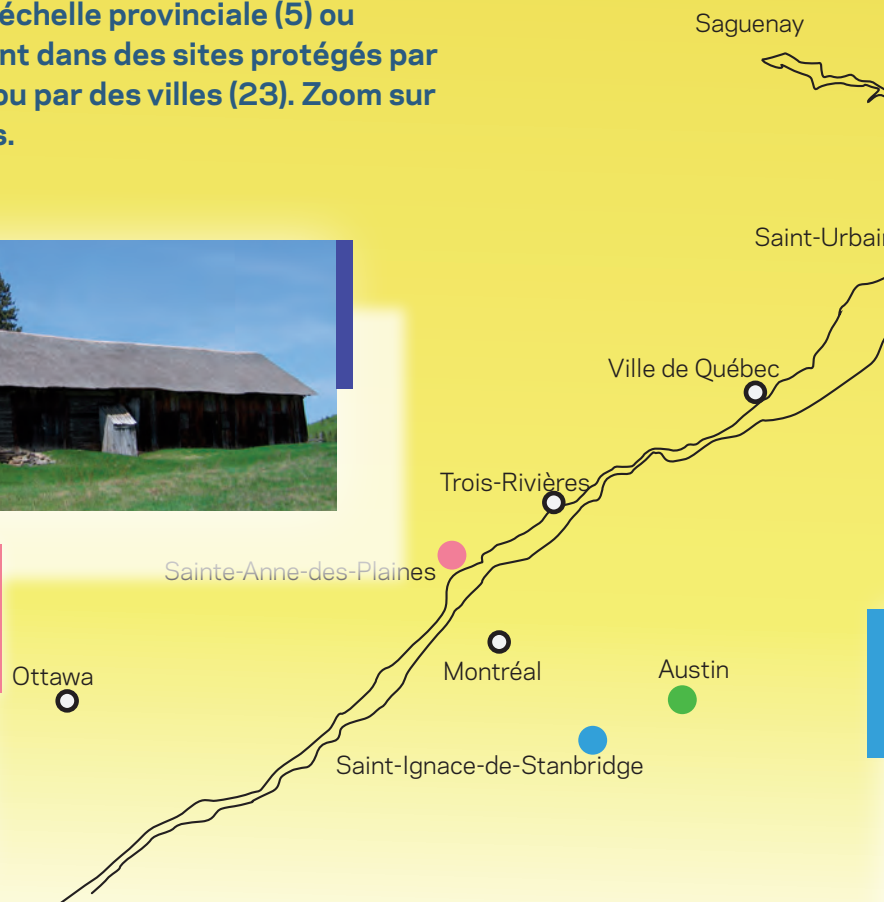 échelle provinciale (5) ou
nt dans des sites protégés par
ou par des villes (23). Zoom sur
s.
Saguenay
Saint-Urbain
Ville de Québec
Trois-Rivières
Sainte-Anne-des-Plaines
Montréal
Austin
Ottawa
Saint-Ignace-de-Stanbridge